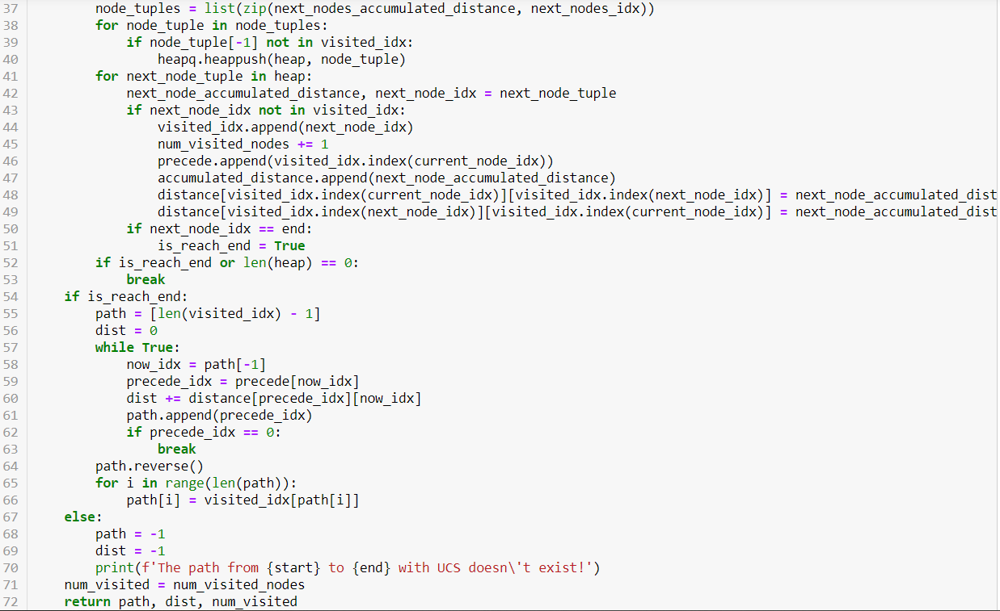 37 node_tuples = list(zip(next_nodes_accumulated_distance, next_nodes_idx))
38 for node_tuple in node_tuples:
39 if node_tuple[-1] not in visited_idx:
40 heapq.heappush(heap, node_tuple)
41 for next_node_tuple in heap:
42 next_node_accumulated_distance, next_node_idx = next_node_tuple
43 if next_node_idx not in visited_idx:
44 visited_idx.append(next_node_idx)
45 num_visited_nodes += 1
46 precede.append(visited_idx.index(current_node_idx))
47 accumulated_distance.append(next_node_accumulated_distance)
48 distance[visited_idx.index(current_node_idx)][visited_idx.index(next_node_idx)] = next_node_accumulated_dist
49 distance[visited_idx.index(next_node_idx)][visited_idx.index(current_node_idx)] = next_node_accumulated_dist
50 if next_node_idx == end:
51 is_reach_end = True
52 if is_reach_end or len(heap) == 0:
53 break
54 if is_reach_end:
55 path = [len(visited_idx) - 1]
56 dist = 0
57 while True:
58 now_idx = path[-1]
59 precede_idx = precede[now_idx]
60 dist += distance[precede_idx][now_idx]
61 path.append(precede_idx)
62 if precede_idx == 0:
63 break
64 path.reverse()
65 for i in range(len(path)):
66 path[i] = visited_idx[path[i]]
67 else:
68 path = -1
69 dist = -1
70 print(f'The path from {start} to {end} with UCS doesn\'t exist!')
71 num_visited = num_visited_nodes
72 return path, dist, num_visited